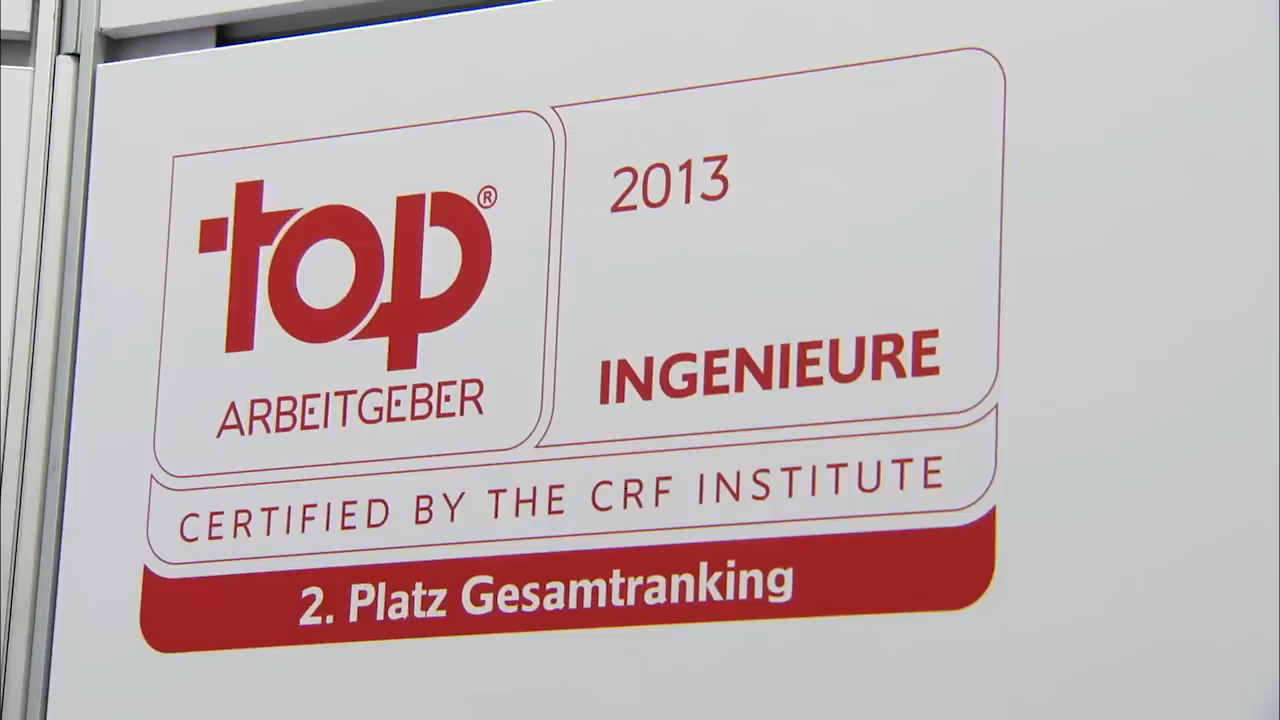 top®
ARBEITGEBER
2013
INGENIEURE
CERTIFIED BY THE CRF INSTITUTE
2. Platz Gesamtranking